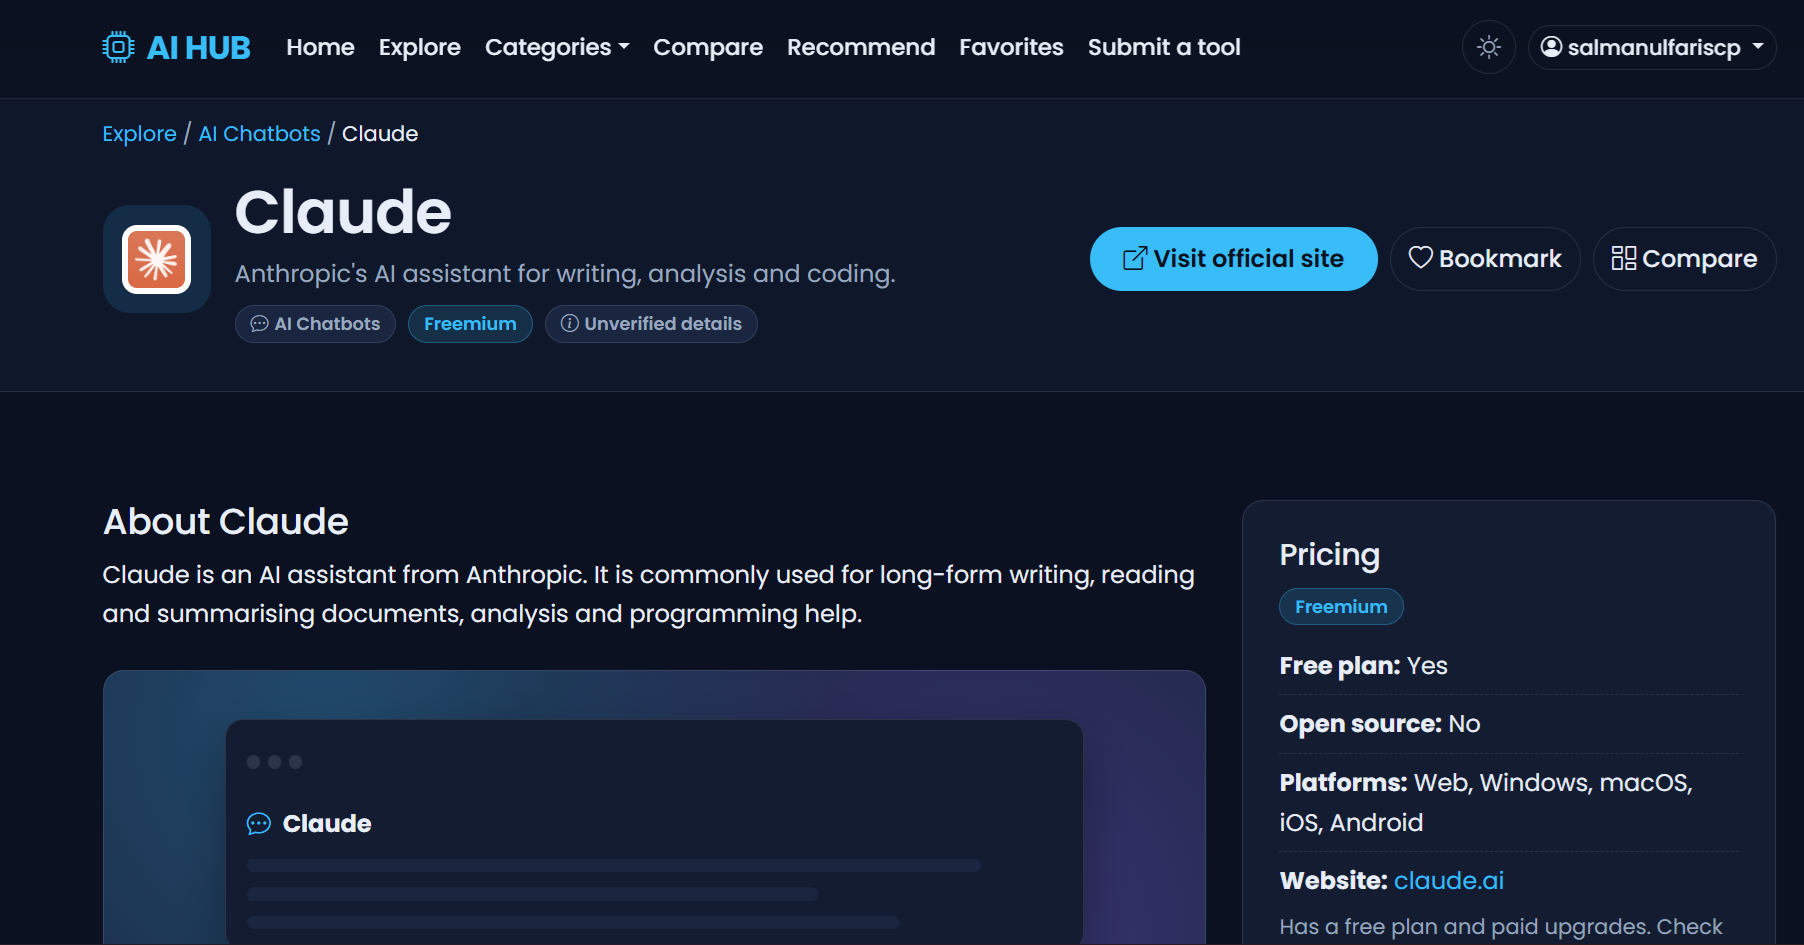 AI HUB Home Explore Categories Compare Recommend Favorites Submit a tool salmanulfariscp
Explore / AI Chatbots / Claude
Claude
Anthropic's AI assistant for writing, analysis and coding.
AI Chatbots Freemium Unverified details
Visit official site Bookmark Compare
About Claude
Claude is an AI assistant from Anthropic. It is commonly used for long-form writing, reading
and summarising documents, analysis and programming help.
Claude
Pricing
Freemium
Free plan: Yes
Open source: No
Platforms: Web, Windows, macOS,
iOS, Android
Website: claude.ai
Has a free plan and paid upgrades. Check